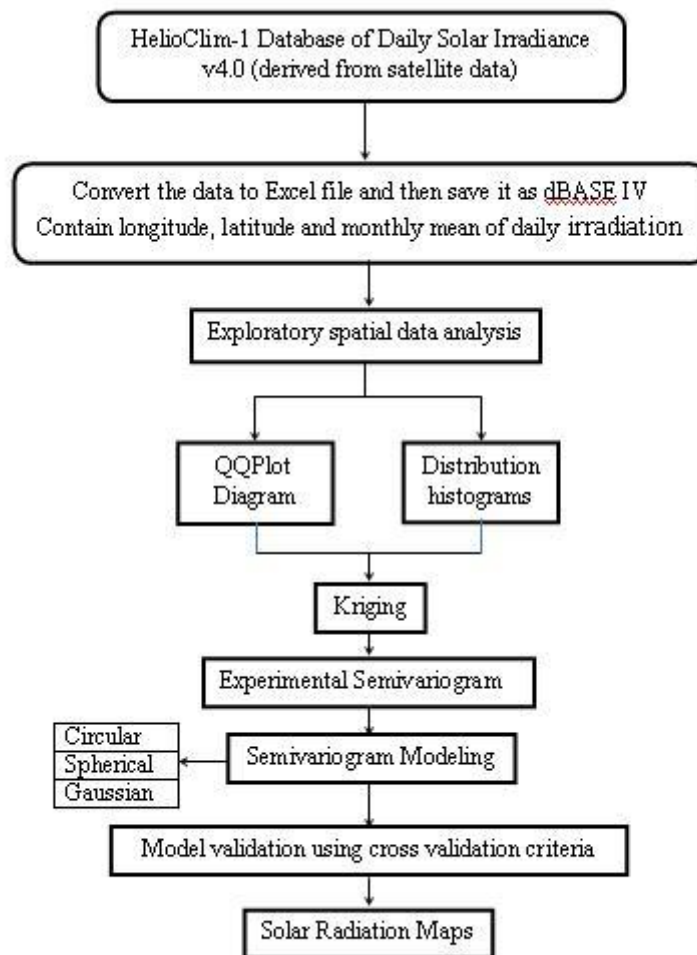 HelioClim-1 Database of Daily Solar Irradiance
v4.0 (derived from satellite data)
Convert the data to Excel file and then save it as dBASE IV
Contain longitude, latitude and monthly mean of daily irradiation
Exploratory spatial data analysis
QQPlot
Diagram
Distribution
histograms
Kriging
Experimental Semivariogram
Semivariogram Modeling
Circular
Spherical
Gaussian
Model validation using cross validation criteria
Solar Radiation Maps